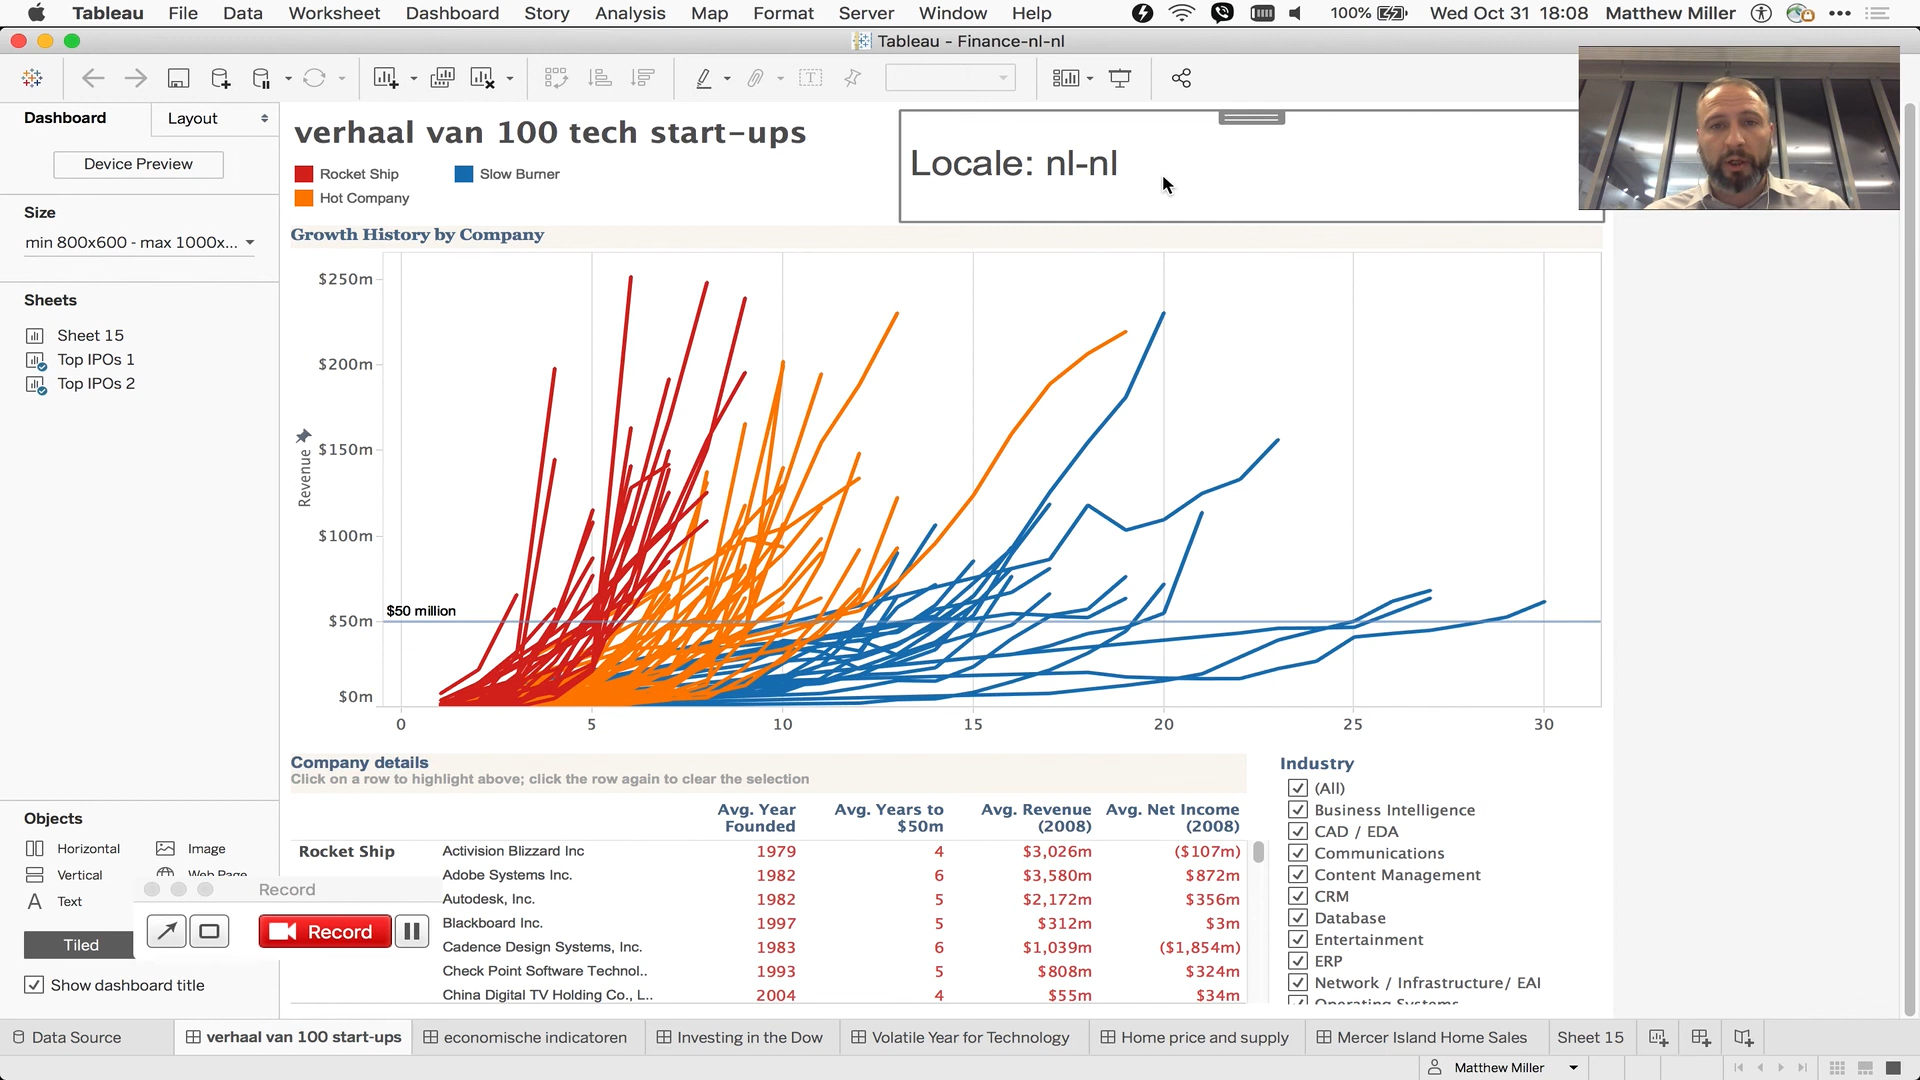 Tableau File Data Worksheet Dashboard Story Analysis Map Format Server Window Help 100% Wed Oct 31 18:08 Matthew Miller
Tableau - Finance-nl-nl
Dashboard Layout
Device Preview
Size
min 800x600 - max 1000x...
Sheets
Sheet 15
Top IPOs 1
Top IPOs 2
Objects
Horizontal Image
Vertical Web Page
A Text
Tiled
Show dashboard title
Record
Record
verhaal van 100 tech start-ups
Rocket Ship Slow Burner
Hot Company
Locale: nl-nl
Growth History by Company
Revenue
$250m
$200m
$150m
$100m
$50 million
$50m
$0m
0 5 10 15 20 25 30
Company details
Click on a row to highlight above; click the row again to clear the selection
Avg. Year Founded Avg. Years to $50m Avg. Revenue (2008) Avg. Net Income (2008)
Rocket Ship Activision Blizzard Inc 1979 4 $3,026m ($107m)
Adobe Systems Inc. 1982 6 $3,580m $872m
Autodesk, Inc. 1982 5 $2,172m $356m
Blackboard Inc. 1997 5 $312m $3m
Cadence Design Systems, Inc. 1983 6 $1,039m ($1,854m)
Check Point Software Technol.. 1993 5 $808m $324m
China Digital TV Holding Co., L.. 2004 4 $55m $34m
Industry
(All)
Business Intelligence
CAD / EDA
Communications
Content Management
CRM
Database
Entertainment
ERP
Network / Infrastructure/ EAI
Operating Systems
Data Source verhaal van 100 start-ups economische indicatoren Investing in the Dow Volatile Year for Technology Home price and supply Mercer Island Home Sales Sheet 15
Matthew Miller